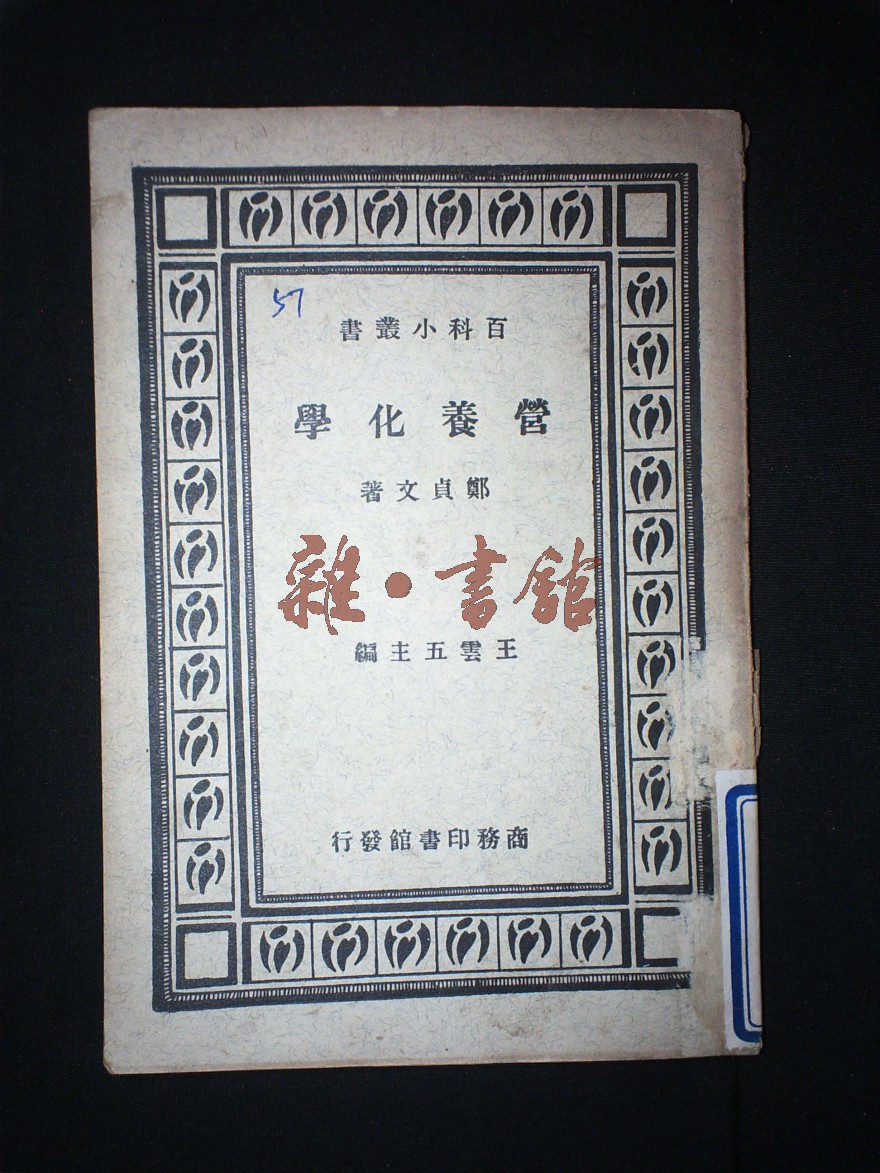 57
百科小叢書
營養化學
鄭貞文著
雜·書館
王雲五主編
商務印書館發行